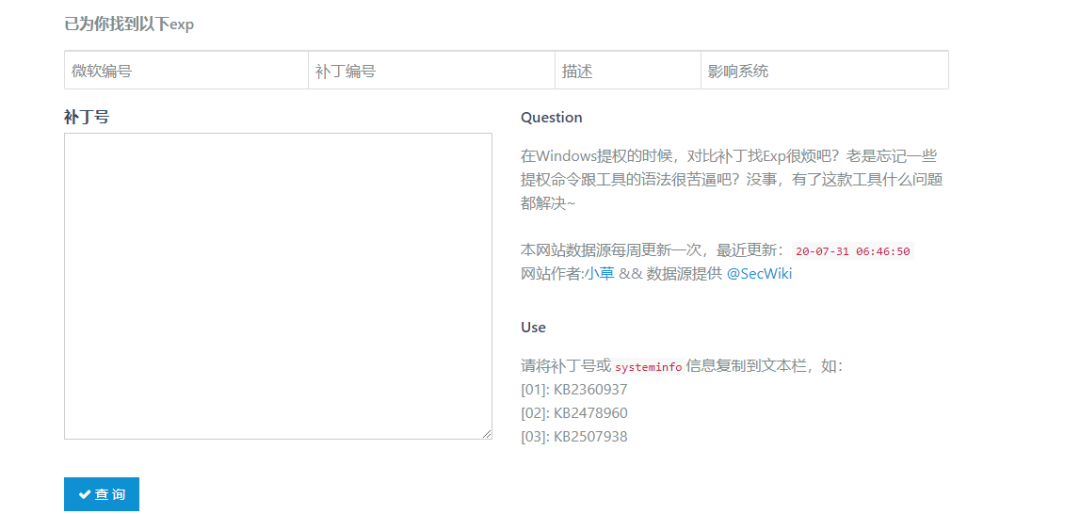 已为你找到以下exp
微软编号 补丁编号 描述 影响系统
补丁号
Question
在Windows提权的时候，对比补丁找Exp很烦吧？老是忘记一些
提权命令跟工具的语法很苦逼吧？没事，有了这款工具什么问题
都解决~
本网站数据源每周更新一次，最近更新： 20-07-31 06:46:50
网站作者:小草 && 数据源提供 @SecWiki
Use
请将补丁号或 systeminfo 信息复制到文本栏，如：
[01]: KB2360937
[02]: KB2478960
[03]: KB2507938
查 询